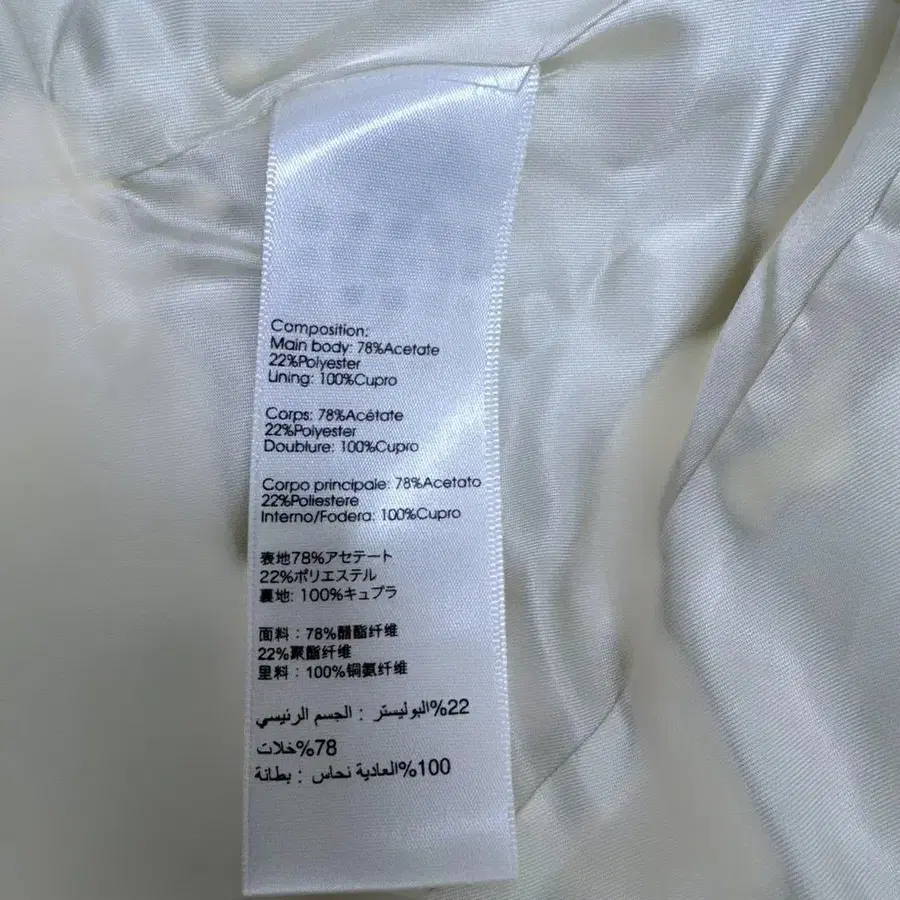 Composition:
Main body: 78%Acetate
22%Polyester
Lining: 100%Cupro
Corps: 78%Acétate
22%Polyester
Doublure: 100%Cupro
Corpo principale: 78%Acetato
22%Poliestere
Interno/Fodera: 100%Cupro
表地78%アセテート
22%ポリエステル
裏地: 100%キュプラ
面料：78%醋酯纤维
22%聚酯纤维
里料：100%铜氨纤维
22%البوليستر : الجسم الرئيسي
78%خلات
100%العادية نحاس : بطانة